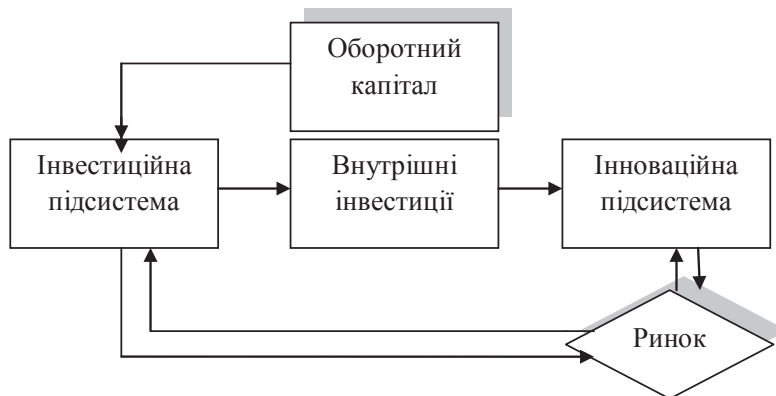 Оборотний
капітал
Інвестиційна
підсистема
Внутрішні
інвестиції
Інноваційна
підсистема
Ринок